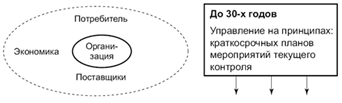 Потребитель
Экономика
Органи-
зация
Поставщики
До 30-х годов
Управление на принципах:
краткосрочных планов
мероприятий текущего
контроля